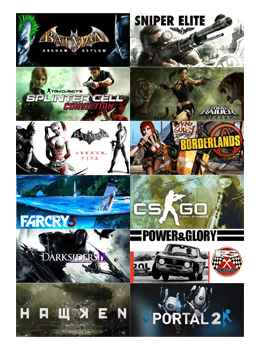 BATMAN
ARKHAM ASYLUM
SNIPER ELITE
TOM CLANCY'S
SPLINTER CELL
CONVICTION
RAIDER
ARKHAM
CITY
BORDERLANDS
FARCRY 3
CS GO
DARKSIDERS II
POWER&GLORY
HAWKEN
PORTAL 2